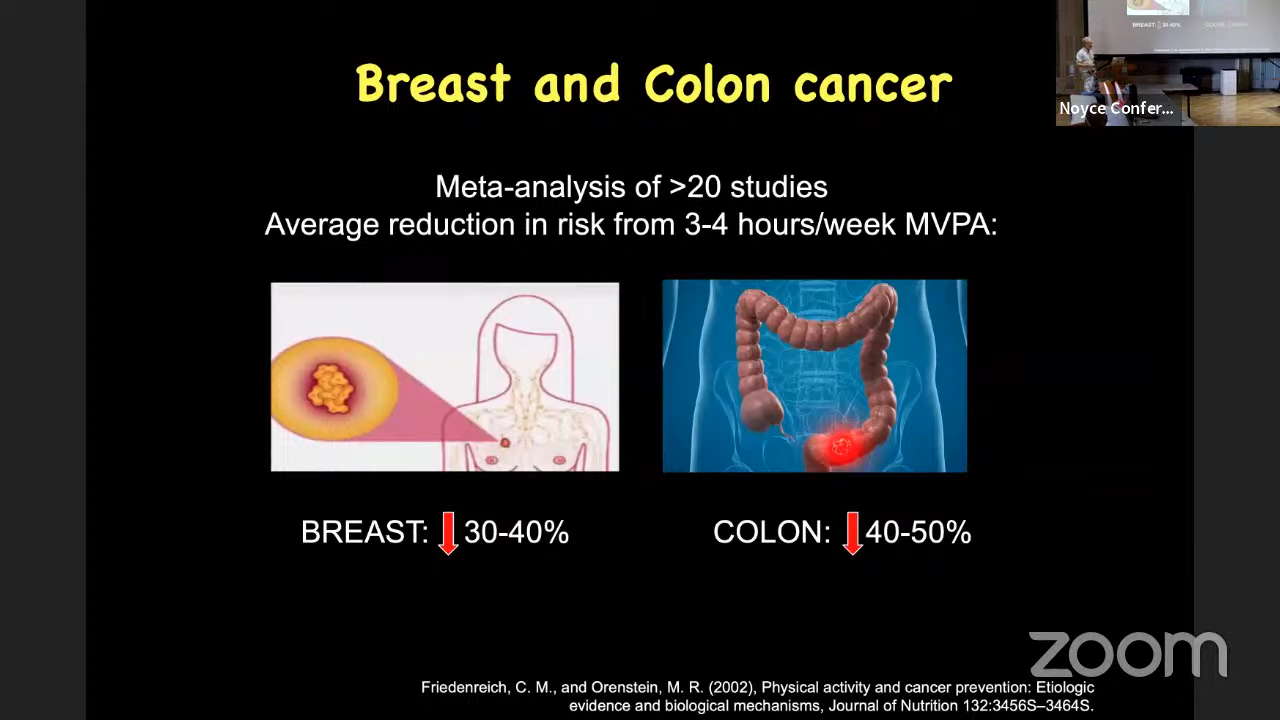 Breast and Colon cancer
Noyce Confer...
Meta-analysis of >20 studies
Average reduction in risk from 3-4 hours/week MVPA:
BREAST: 30-40%
COLON: 40-50%
zoom
Friedenreich, C. M., and Orenstein, M. R. (2002), Physical activity and cancer prevention: Etiologic
evidence and biological mechanisms, Journal of Nutrition 132:3456S–3464S.